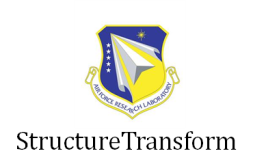 AIR FORCE RESEARCH LABORATORY
StructureTransform